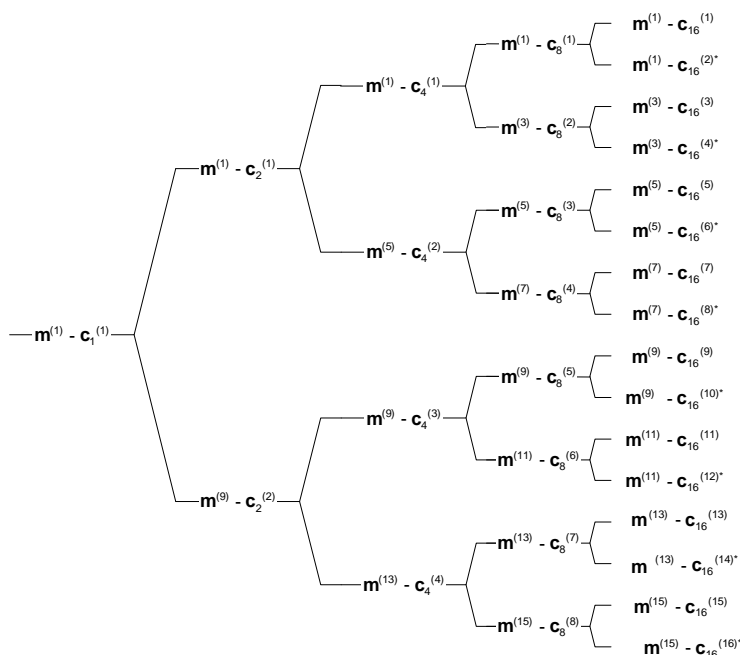 m(1) - c16(1)
m(1) - c8(1)
m(1) - c16(2)*
m(1) - c4(1)
m(3) - c16(3)
m(3) - c8(2)
m(3) - c16(4)*
m(1) - c2(1)
m(5) - c16(5)
m(5) - c8(3)
m(5) - c16(6)*
m(5) - c4(2)
m(7) - c16(7)
m(7) - c8(4)
m(7) - c16(8)*
m(1) - c1(1)
m(9) - c16(9)
m(9) - c8(5)
m(9) - c16(10)*
m(9) - c4(3)
m(11) - c16(11)
m(11) - c8(6)
m(11) - c16(12)*
m(9) - c2(2)
m(13) - c16(13)
m(13) - c8(7)
m (13) - c16(14)*
m(13) - c4(4)
m(15) - c16(15)
m(15) - c8(8)
m(15) - c16(16)*